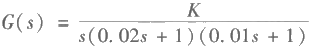 G(s) = K / s(0.02s + 1)(0.01s + 1)